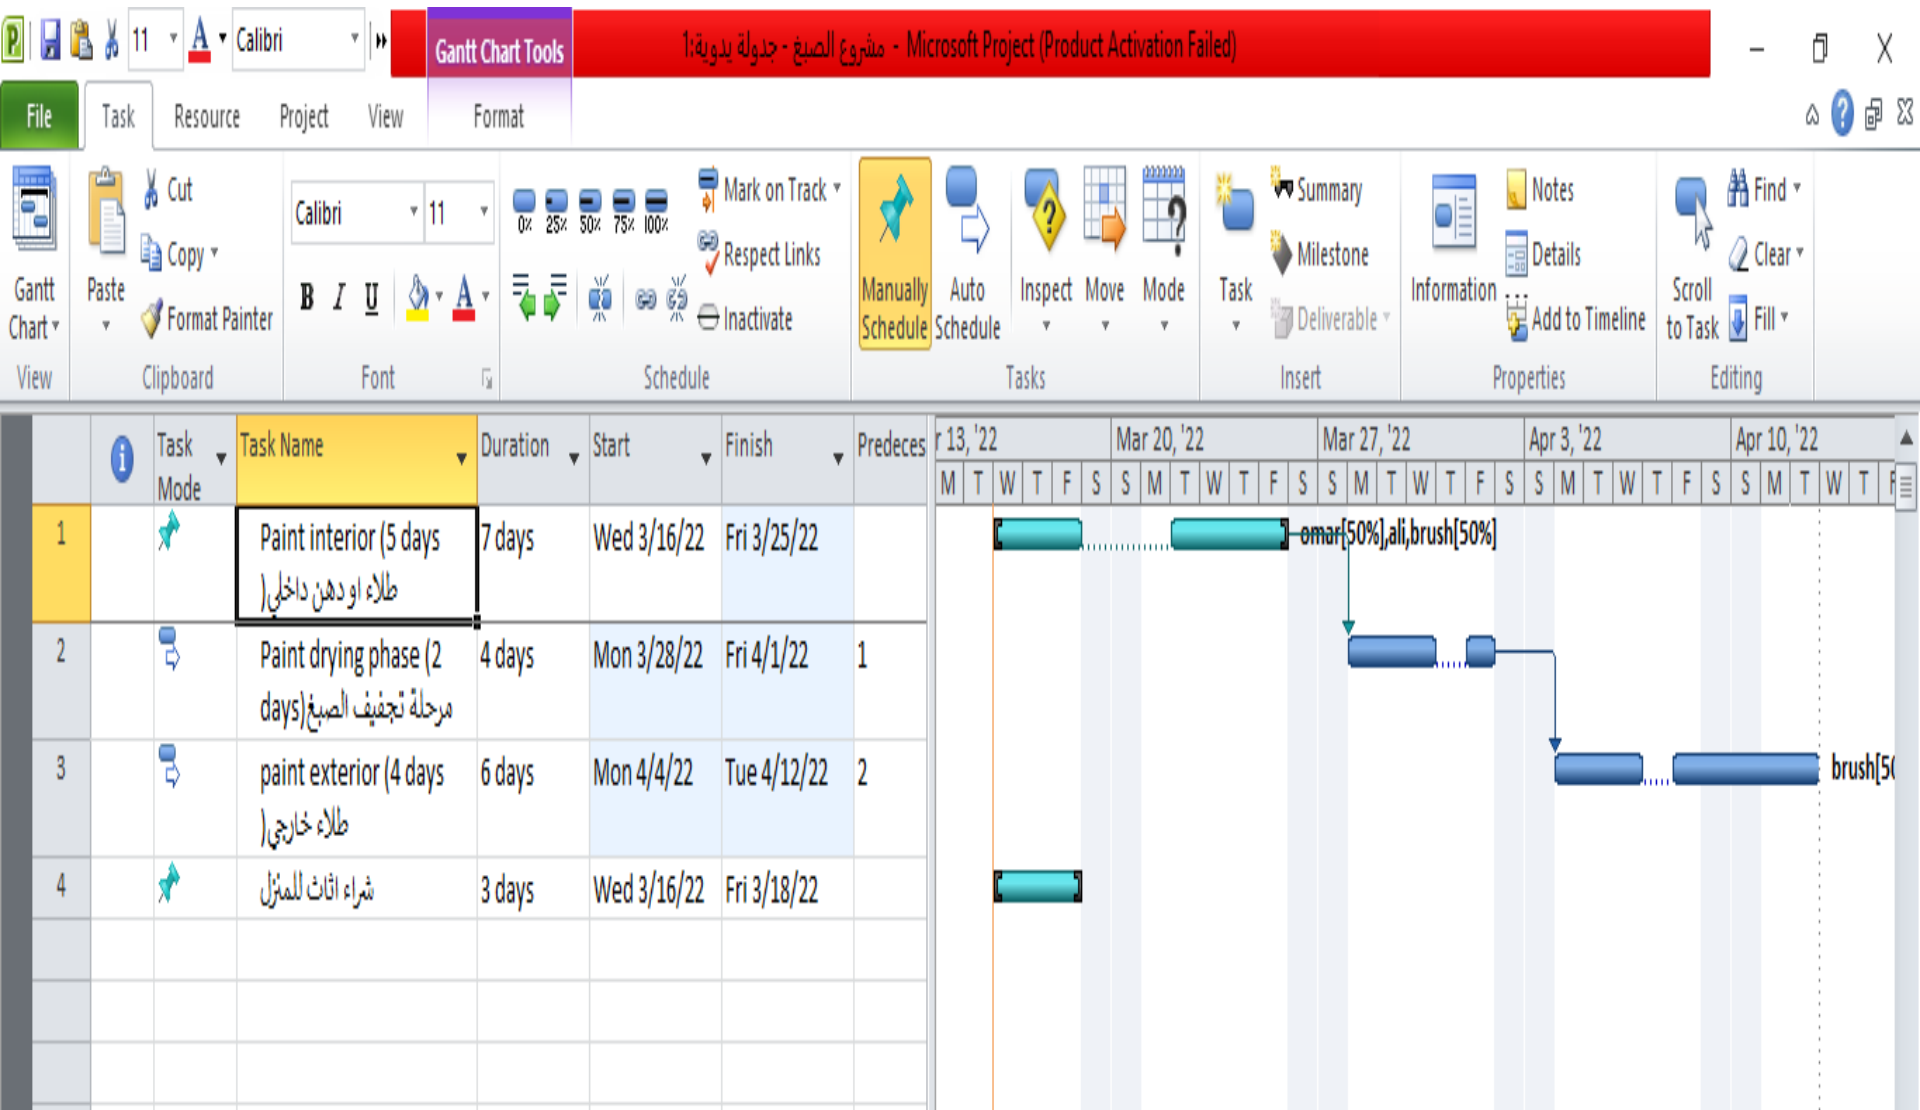 11 A Calibri
Gantt Chart Tools
مشروع الصبغ - جدولة يدوية:1 - Microsoft Project (Product Activation Failed)
File Task Resource Project View Format
Cut
Copy
Format Painter
Paste
Gantt Chart
Calibri 11
B I U A
0% 25% 50% 75% 100%
Mark on Track
Respect Links
Inactivate
Manually Schedule
Auto Schedule
Inspect Move Mode
Task
Summary
Milestone
Deliverable
Information
Notes
Details
Add to Timeline
Scroll to Task
Find
Clear
Fill
View Clipboard Font Schedule Tasks Insert Properties Editing
Task Mode Task Name Duration Start Finish Predeces
r 13, '22 Mar 20, '22 Mar 27, '22 Apr 3, '22 Apr 10, '22
M T W T F S S M T W T F S S M T W T F S S M T W T F S S M T W T F
1 Paint interior (5 days 7 days Wed 3/16/22 Fri 3/25/22
طلاء او دهن داخلي(
omar[50%],ali,brush[50%]
2 Paint drying phase (2 4 days Mon 3/28/22 Fri 4/1/22 1
days)مرحلة تجفيف الصبغ
3 paint exterior (4 days 6 days Mon 4/4/22 Tue 4/12/22 2
طلاء خارجي(
brush[50
4 شراء اثاث للمنزل 3 days Wed 3/16/22 Fri 3/18/22